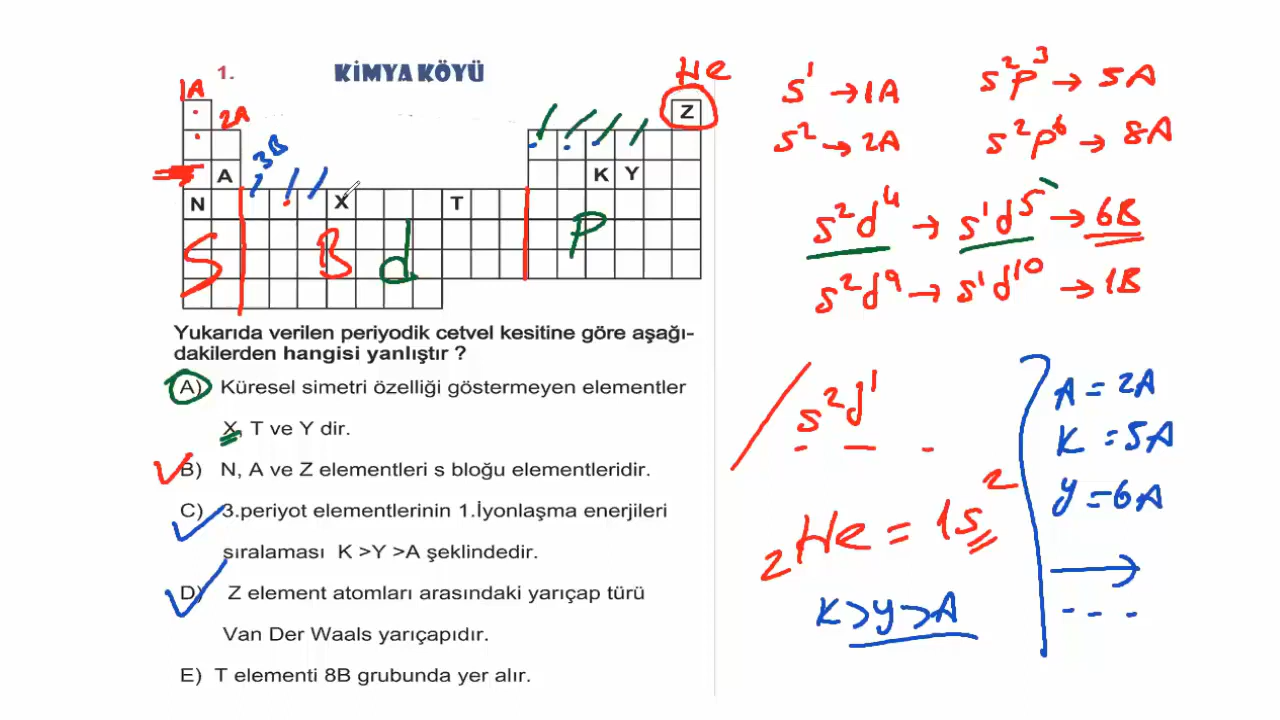 1.
KİMYA KÖYÜ
He
1A
Z
2A
3B
A
K Y
N
X
T
S
B
d
P
Yukarıda verilen periyodik cetvel kesitine göre aşağı-
dakilerden hangisi yanlıştır ?
A) Küresel simetri özelliği göstermeyen elementler
X, T ve Y dir.
B) N, A ve Z elementleri s bloğu elementleridir.
C) 3.periyot elementlerinin 1.İyonlaşma enerjileri
sıralaması K >Y >A şeklindedir.
D) Z element atomları arasındaki yarıçap türü
Van Der Waals yarıçapıdır.
E) T elementi 8B grubunda yer alır.
s¹ → 1A
s² → 2A
s²p³ → 5A
s²p⁶ → 8A
s²d⁴ → s¹d⁵ → 6B
s²d⁹ → s¹d¹⁰ → 1B
s²d¹
₂He = 1s²
K>y>A
A = 2A
K = 5A
y = 6A